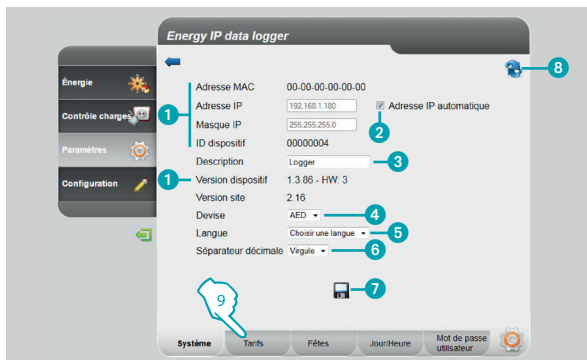 Energy IP data logger
8
Énergie
Contrôle charges
Paramètres
Configuration
1
Adresse MAC 00-00-00-00-00-00
Adresse IP 192.168.1.180 Adresse IP automatique
2
Masque IP 255.255.255.0
ID dispositif 00000004
Description Logger 3
1 Version dispositif 1.3.86 - HW: 3
Version site 2.16
Devise AED 4
Langue Choisir une langue 5
Séparateur décimale Virgule 6
7
9
Système Tarifs Fêtes Jour/Heure Mot de passe utilisateur